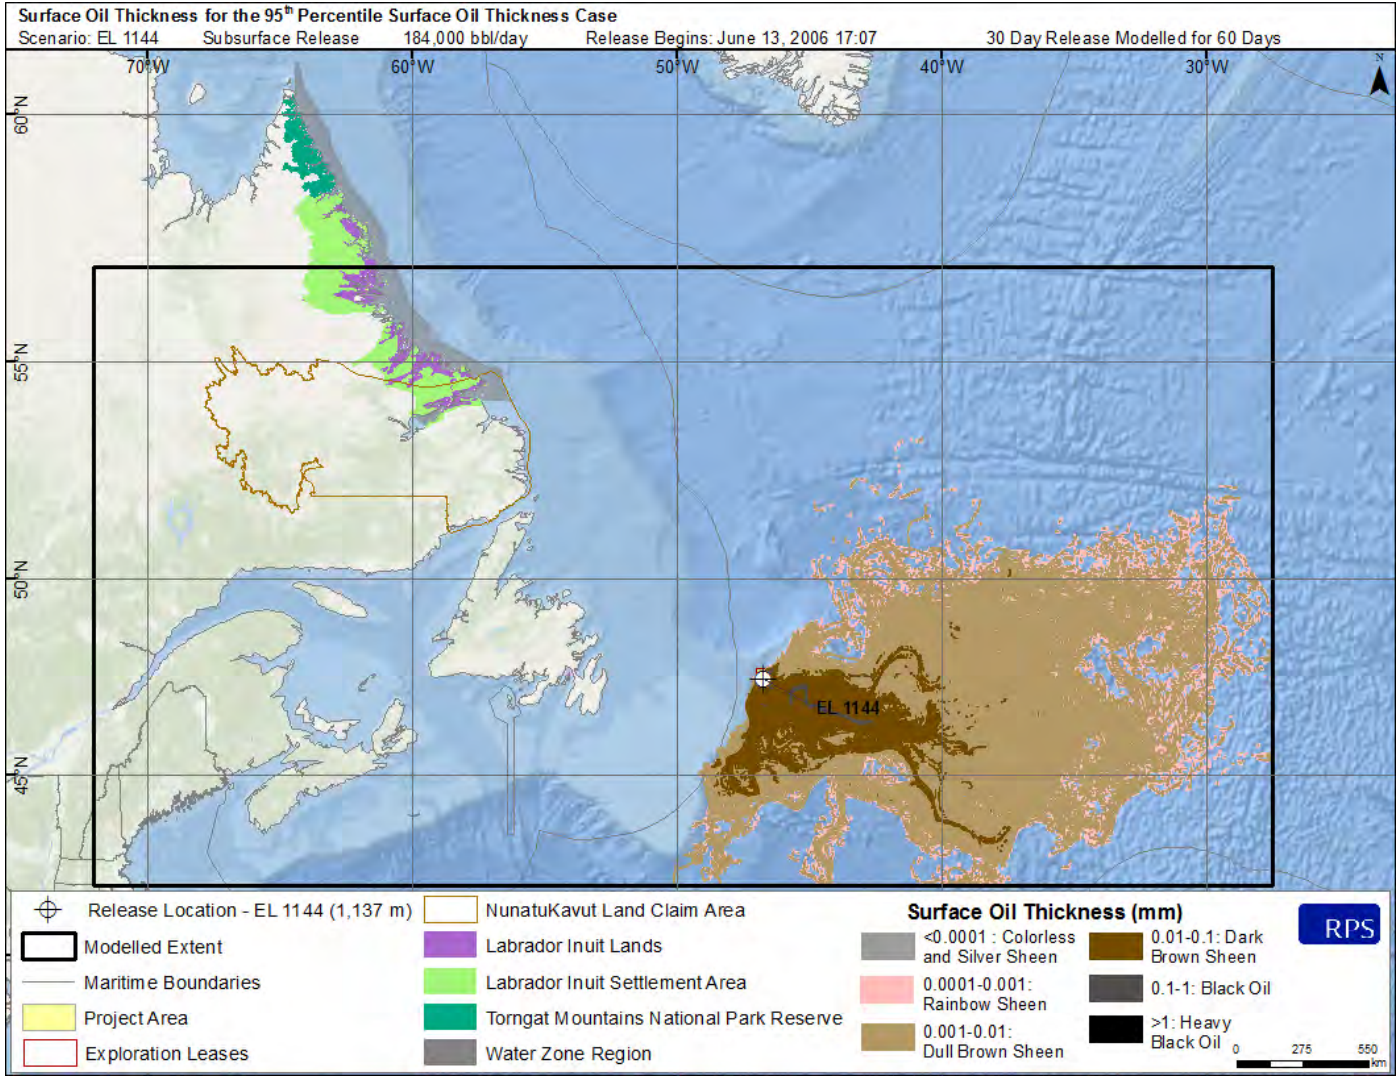 Surface Oil Thickness for the 95th Percentile Surface Oil Thickness Case
Scenario: EL 1144 Subsurface Release 184,000 bbl/day Release Begins: June 13, 2006 17:07 30 Day Release Modelled for 60 Days
70°W 60°W 50°W 40°W 30°W
N
60°N
55°N
50°N
45°N
EL 1144
Release Location - EL 1144 (1,137 m)
Modelled Extent
Maritime Boundaries
Project Area
Exploration Leases
NunatuKavut Land Claim Area
Labrador Inuit Lands
Labrador Inuit Settlement Area
Torngat Mountains National Park Reserve
Water Zone Region
Surface Oil Thickness (mm)
<0.0001 : Colorless
and Silver Sheen
0.0001-0.001:
Rainbow Sheen
0.001-0.01:
Dull Brown Sheen
0.01-0.1: Dark
Brown Sheen
0.1-1: Black Oil
>1: Heavy
Black Oil
RPS
0 275 550
km